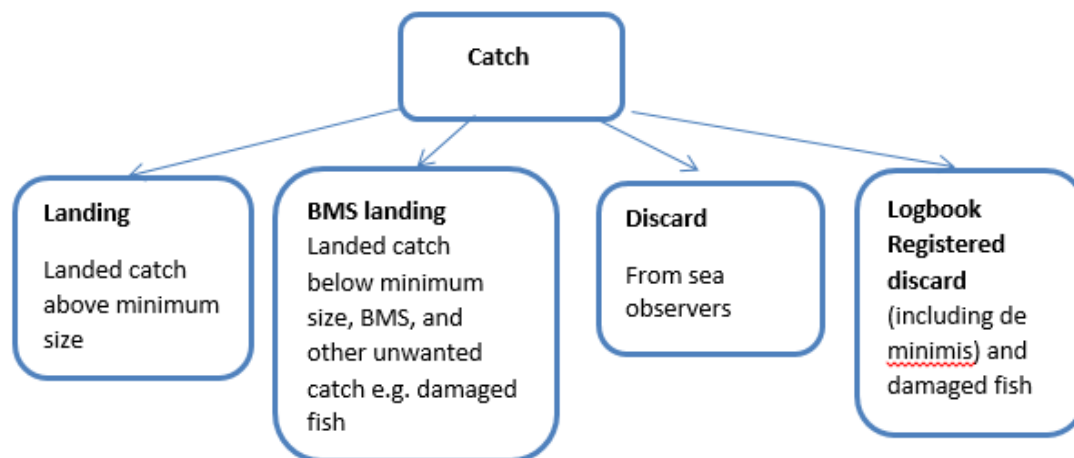 Catch
Landing
Landed catch
above minimum
size
BMS landing
Landed catch
below minimum
size, BMS, and
other unwanted
catch e.g. damaged
fish
Discard
From sea
observers
Logbook
Registered
discard
(including de
minimis) and
damaged fish